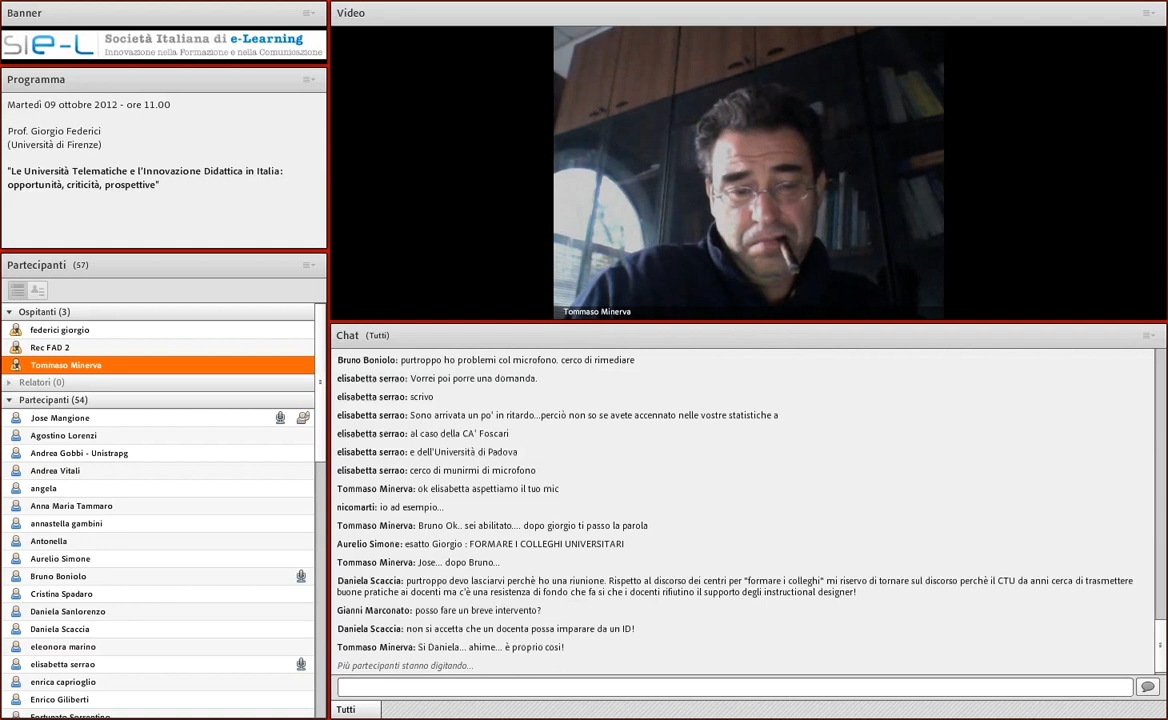 Banner
SIe-L Società Italiana di e-Learning
Innovazione nella Formazione e nella Comunicazione
Programma
Martedì 09 ottobre 2012 - ore 11.00
Prof. Giorgio Federici
(Università di Firenze)
"Le Università Telematiche e l'Innovazione Didattica in Italia:
opportunità, criticità, prospettive"
Partecipanti (57)
Ospitanti (3)
federici giorgio
Rec FAD 2
Tommaso Minerva
Relatori (0)
Partecipanti (54)
Jose Mangione
Agostino Lorenzi
Andrea Gobbi - Unistrapg
Andrea Vitali
angela
Anna Maria Tammaro
annastella gambini
Antonella
Aurelio Simone
Bruno Boniolo
Cristina Spadaro
Daniela Sanlorenzo
Daniela Scaccia
eleonora marino
elisabetta serrao
enrica caprioglio
Enrico Giliberti
Fortunato Sorrentino
Video
Tommaso Minerva
Chat (Tutti)
Bruno Boniolo: purtroppo ho problemi col microfono. cerco di rimediare
elisabetta serrao: Vorrei poi porre una domanda.
elisabetta serrao: scrivo
elisabetta serrao: Sono arrivata un po' in ritardo...perciò non so se avete accennato nelle vostre statistiche a
elisabetta serrao: al caso della CA' Foscari
elisabetta serrao: e dell'Università di Padova
elisabetta serrao: cerco di munirmi di microfono
Tommaso Minerva: ok elisabetta aspettiamo il tuo mic
nicomarti: io ad esempio...
Tommaso Minerva: Bruno Ok.. sei abilitato.... dopo giorgio ti passo la parola
Aurelio Simone: esatto Giorgio : FORMARE I COLLEGHI UNIVERSITARI
Tommaso Minerva: Jose... dopo Bruno...
Daniela Scaccia: purtroppo devo lasciarvi perchè ho una riunione. Rispetto al discorso dei centri per "formare i colleghi" mi riservo di tornare sul discorso perchè il CTU da anni cerca di trasmettere
buone pratiche ai docenti ma c'è una resistenza di fondo che fa sì che i docenti rifiutino il supporto degli instructional designer!
Gianni Marconato: posso fare un breve intervento?
Daniela Scaccia: non si accetta che un docenta possa imparare da un ID!
Tommaso Minerva: Si Daniela... ahime... è proprio così!
Più partecipanti stanno digitando...
Tutti